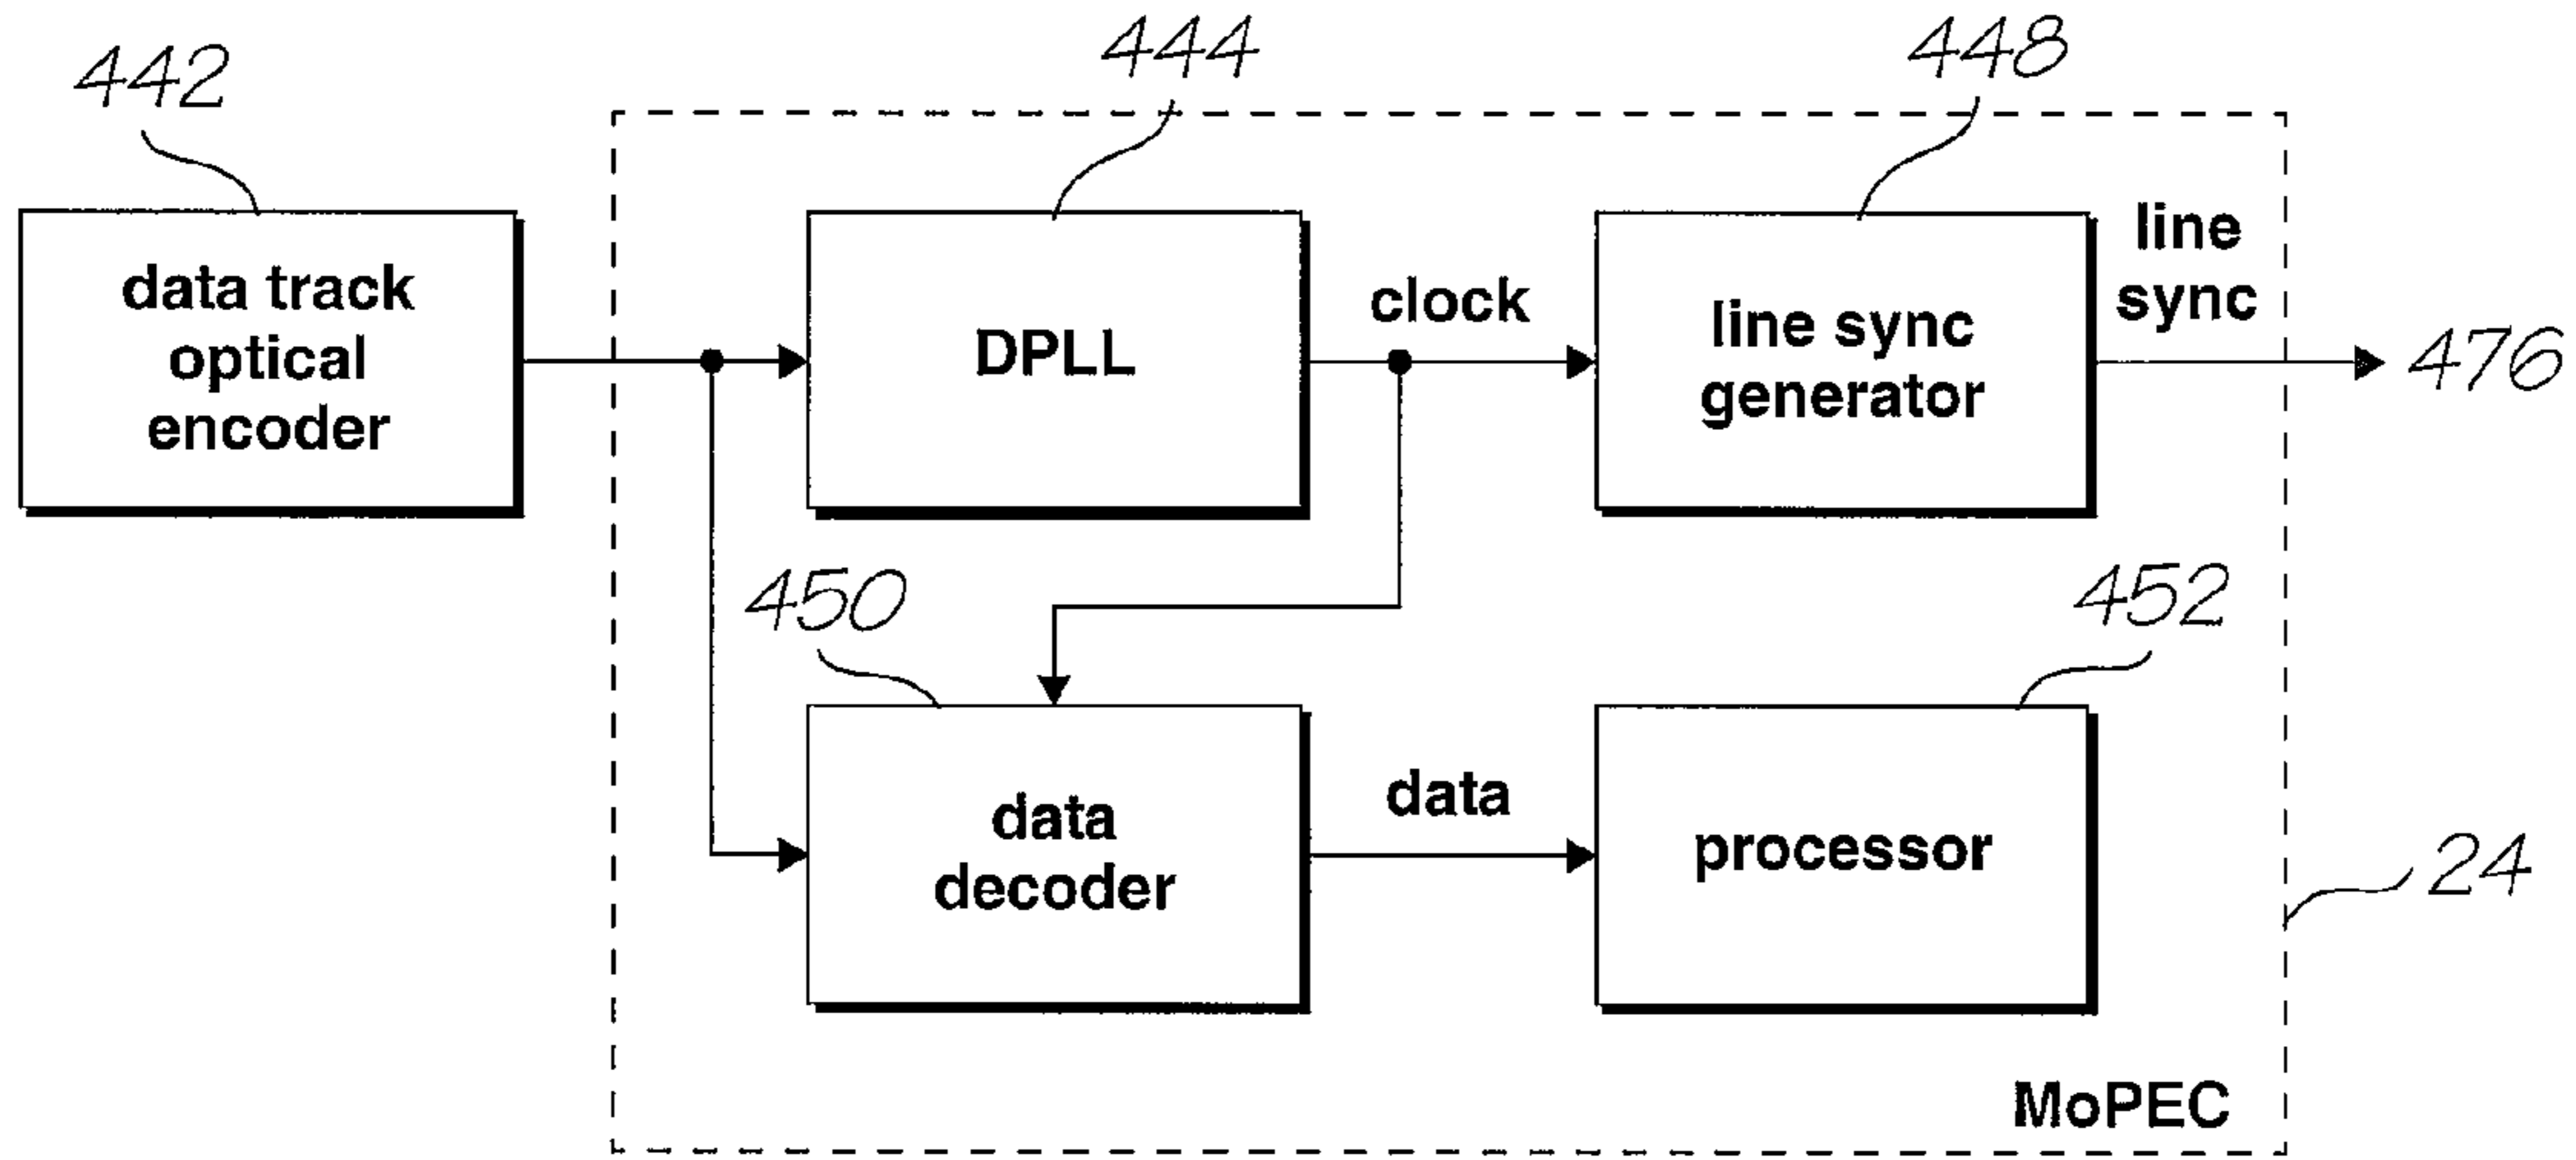 442
444
448
data track
optical
encoder
DPLL
clock
line sync
generator
line
sync
476
450
452
data
decoder
data
processor
24
MoPEC